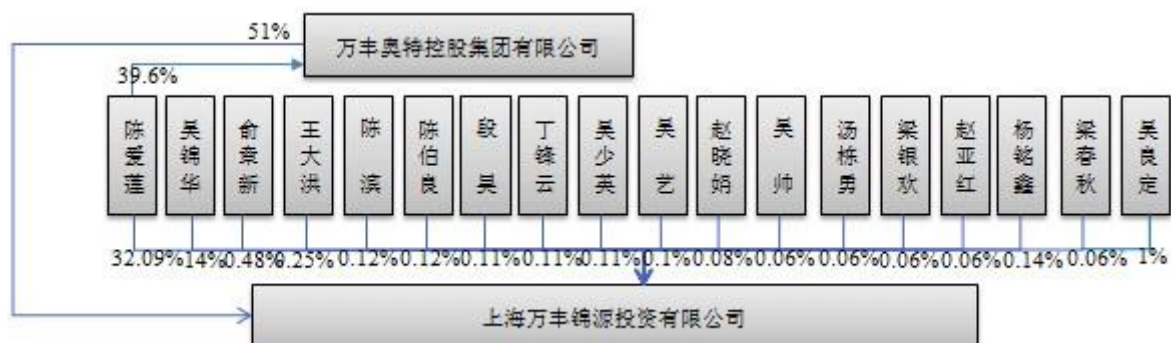 51%
万丰奥特控股集团有限公司
39.6%
陈爱莲
吴锦华
俞章新
王大洪
陈滨
陈伯良
段昊
丁锋云
吴少英
吴艺
赵晓娟
吴帅
汤栋勇
梁银欢
赵亚红
杨铭鑫
梁春秋
吴良定
32.09% 14% 0.48% 0.25% 0.12% 0.12% 0.11% 0.11% 0.11% 0.1% 0.08% 0.06% 0.06% 0.06% 0.06% 0.14% 0.06% 1%
上海万丰锦源投资有限公司